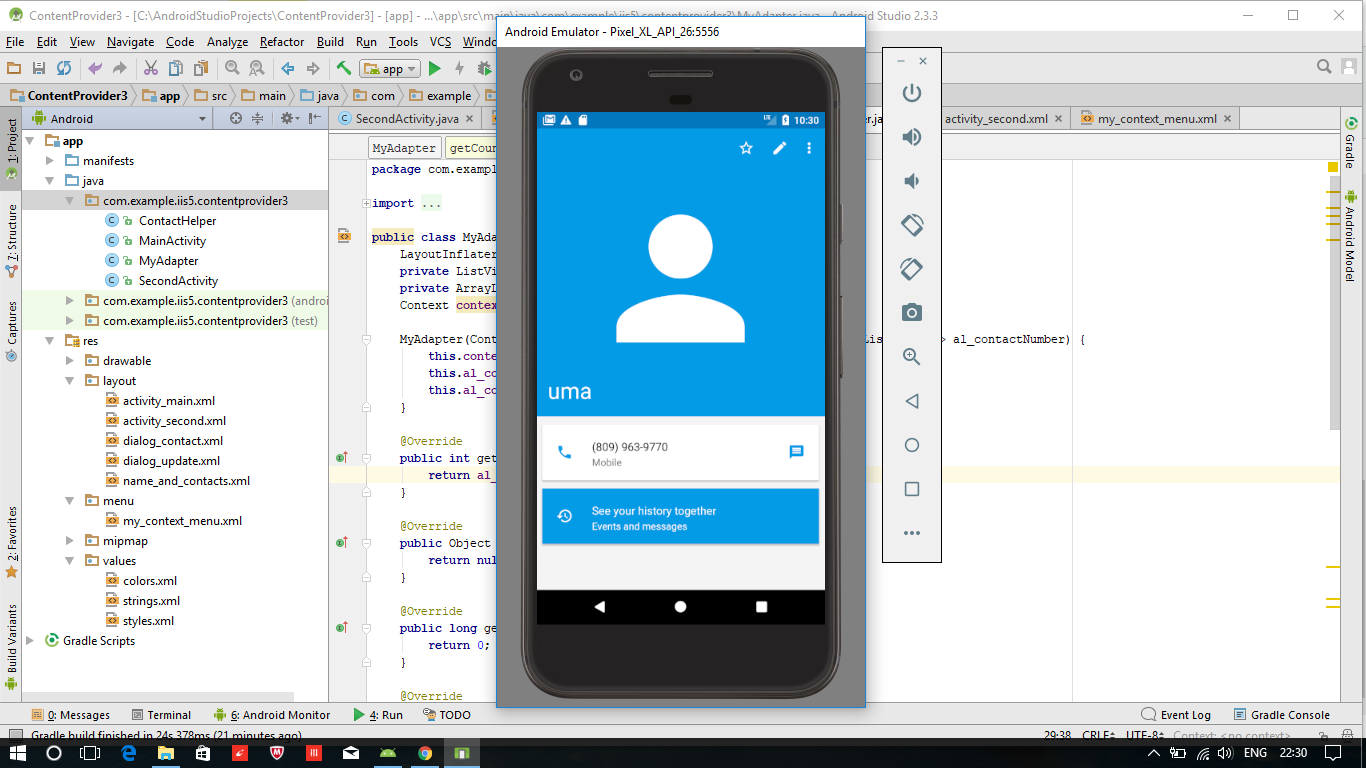 ContentProvider3 - [C:\AndroidStudioProjects\ContentProvider3] - [app] - ...\app\src\main\java\com\example\iis5\contentprovider3\MyAdapter.java - Android Studio 2.3.3
Android Emulator - Pixel_XL_API_26:5556
File Edit View Navigate Code Analyze Refactor Build Run Tools VCS
app
ContentProvider3 app src main java com example
Android
SecondActivity.java activity_second.xml my_context_menu.xml
MyAdapter getCou
1: Project
7: Structure
Captures
2: Favorites
Build Variants
app
manifests
java
com.example.iis5.contentprovider3
ContactHelper
MainActivity
MyAdapter
SecondActivity
com.example.iis5.contentprovider3 (androi
com.example.iis5.contentprovider3 (test)
res
drawable
layout
activity_main.xml
activity_second.xml
dialog_contact.xml
dialog_update.xml
name_and_contacts.xml
menu
my_context_menu.xml
mipmap
values
colors.xml
strings.xml
styles.xml
Gradle Scripts
package com.exampl
import ...
public class MyAda
LayoutInflater
private ListVi
private ArrayL
Context contex
MyAdapter(Cont > al_contactNumber) {
this.conte
this.al_co
this.al_co
}
@Override
public int get
return al_
}
@Override
public Object
return nul
}
@Override
public long ge
return 0;
}
@Override
LTE 10:30
uma
(809) 963-9770
Mobile
See your history together
Events and messages
Gradle
Android Model
0: Messages Terminal 6: Android Monitor 4: Run TODO Event Log Gradle Console
Gradle build finished in 24s 378ms (21 minutes ago) 29:38 CRLF UTF-8 Context: <no context>
ENG 22:30